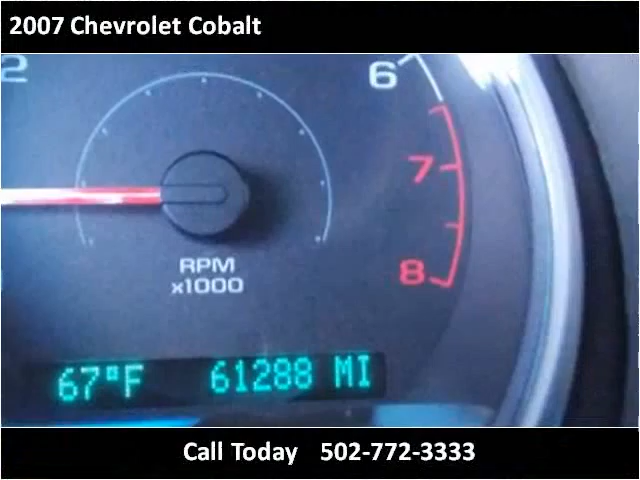 2007 Chevrolet Cobalt
2
6
7
8
RPM
x1000
67°F 61288 MI
Call Today 502-772-3333